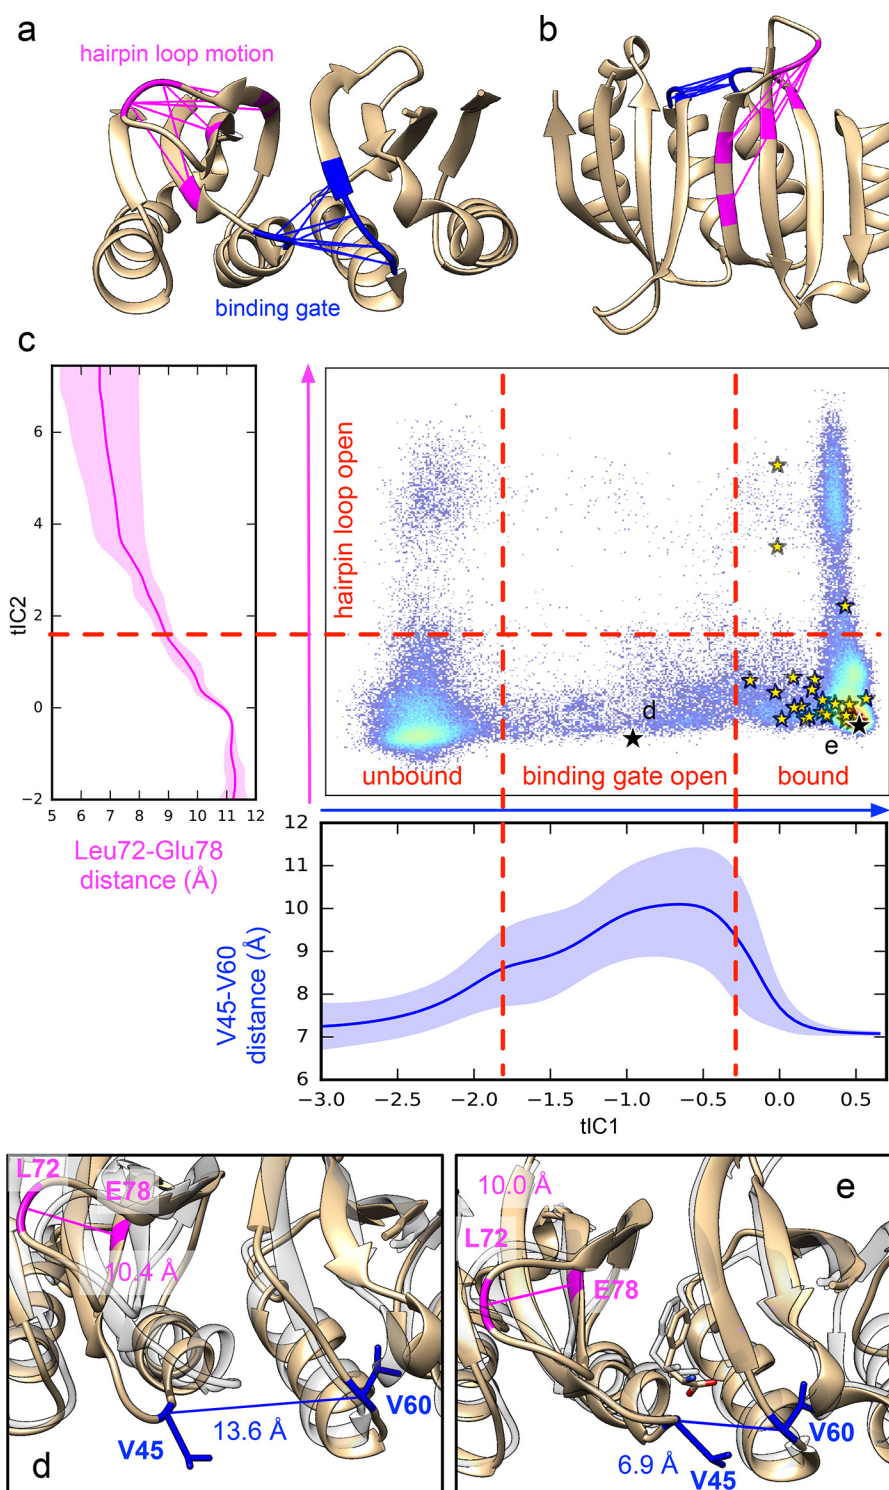 a
b
hairpin loop motion
binding gate
c
hairpin loop open
tIC2
6
4
2
0
−2
5 6 7 8 9 10 11 12
Leu72-Glu78
distance (Å)
d
e
unbound
binding gate open
bound
V45-V60
distance (Å)
12
11
10
9
8
7
6
−3.0 −2.5 −2.0 −1.5 −1.0 −0.5 0.0 0.5
tIC1
L72
E78
10.4 Å
V60
13.6 Å
V45
d
e
10.0 Å
L72
E78
V60
6.9 Å
V45